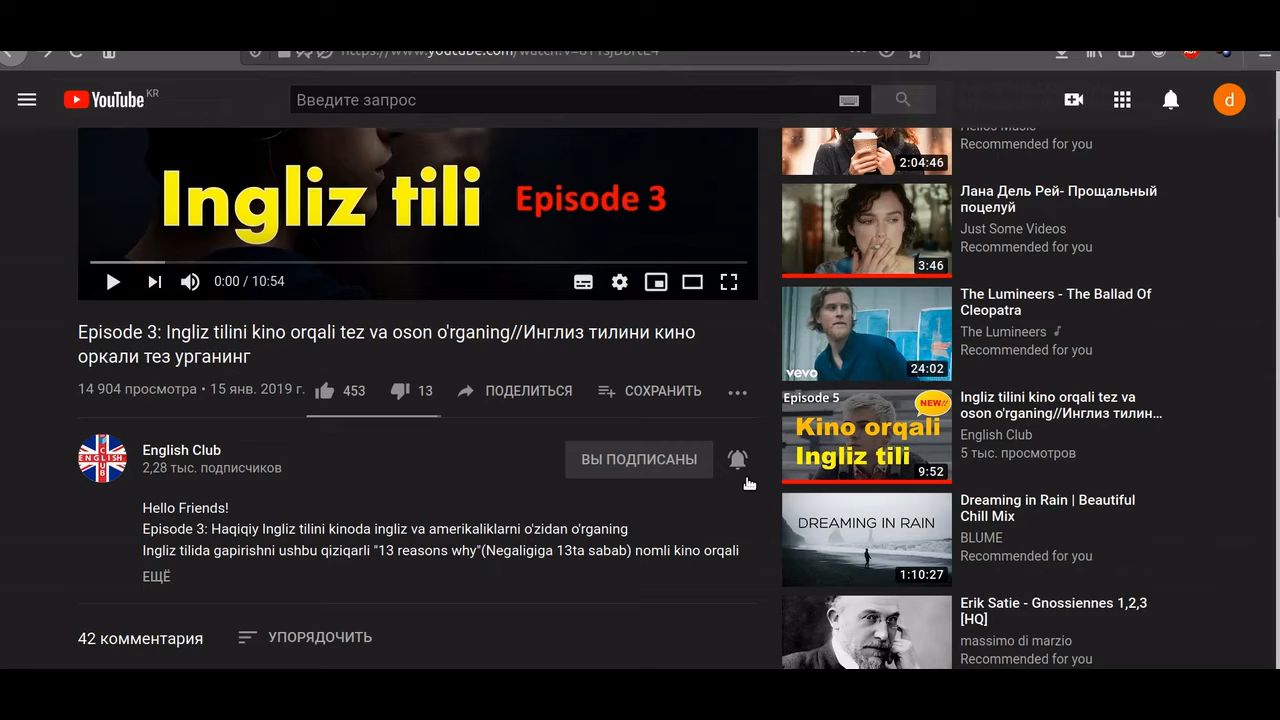 YouTube KR
Введите запрос
d
Ingliz tili Episode 3
0:00 / 10:54
Episode 3: Ingliz tilini kino orqali tez va oson o'rganing//Инглиз тилини кино
оркали тез урганинг
14 904 просмотра • 15 янв. 2019 г. 453 13 ПОДЕЛИТЬСЯ СОХРАНИТЬ
ENGLISH
CLUB
English Club
2,28 тыс. подписчиков
ВЫ ПОДПИСАНЫ
Hello Friends!
Episode 3: Haqiqiy Ingliz tilini kinoda ingliz va amerikaliklarni o'zidan o'rganing
Ingliz tilida gapirishni ushbu qiziqarli "13 reasons why"(Negaligiga 13ta sabab) nomli kino orqali
ЕЩЁ
42 комментария УПОРЯДОЧИТЬ
2:04:46
Recommended for you
3:46
Лана Дель Рей- Прощальный
поцелуй
Just Some Videos
Recommended for you
vevo
24:02
The Lumineers - The Ballad Of
Cleopatra
The Lumineers
Recommended for you
Episode 5
NEW!!
Kino orqali
Ingliz tili
9:52
Ingliz tilini kino orqali tez va
oson o'rganing//Инглиз тилин...
English Club
5 тыс. просмотров
DREAMING IN RAIN
1:10:27
Dreaming in Rain | Beautiful
Chill Mix
BLUME
Recommended for you
Erik Satie - Gnossiennes 1,2,3
[HQ]
massimo di marzio
Recommended for you